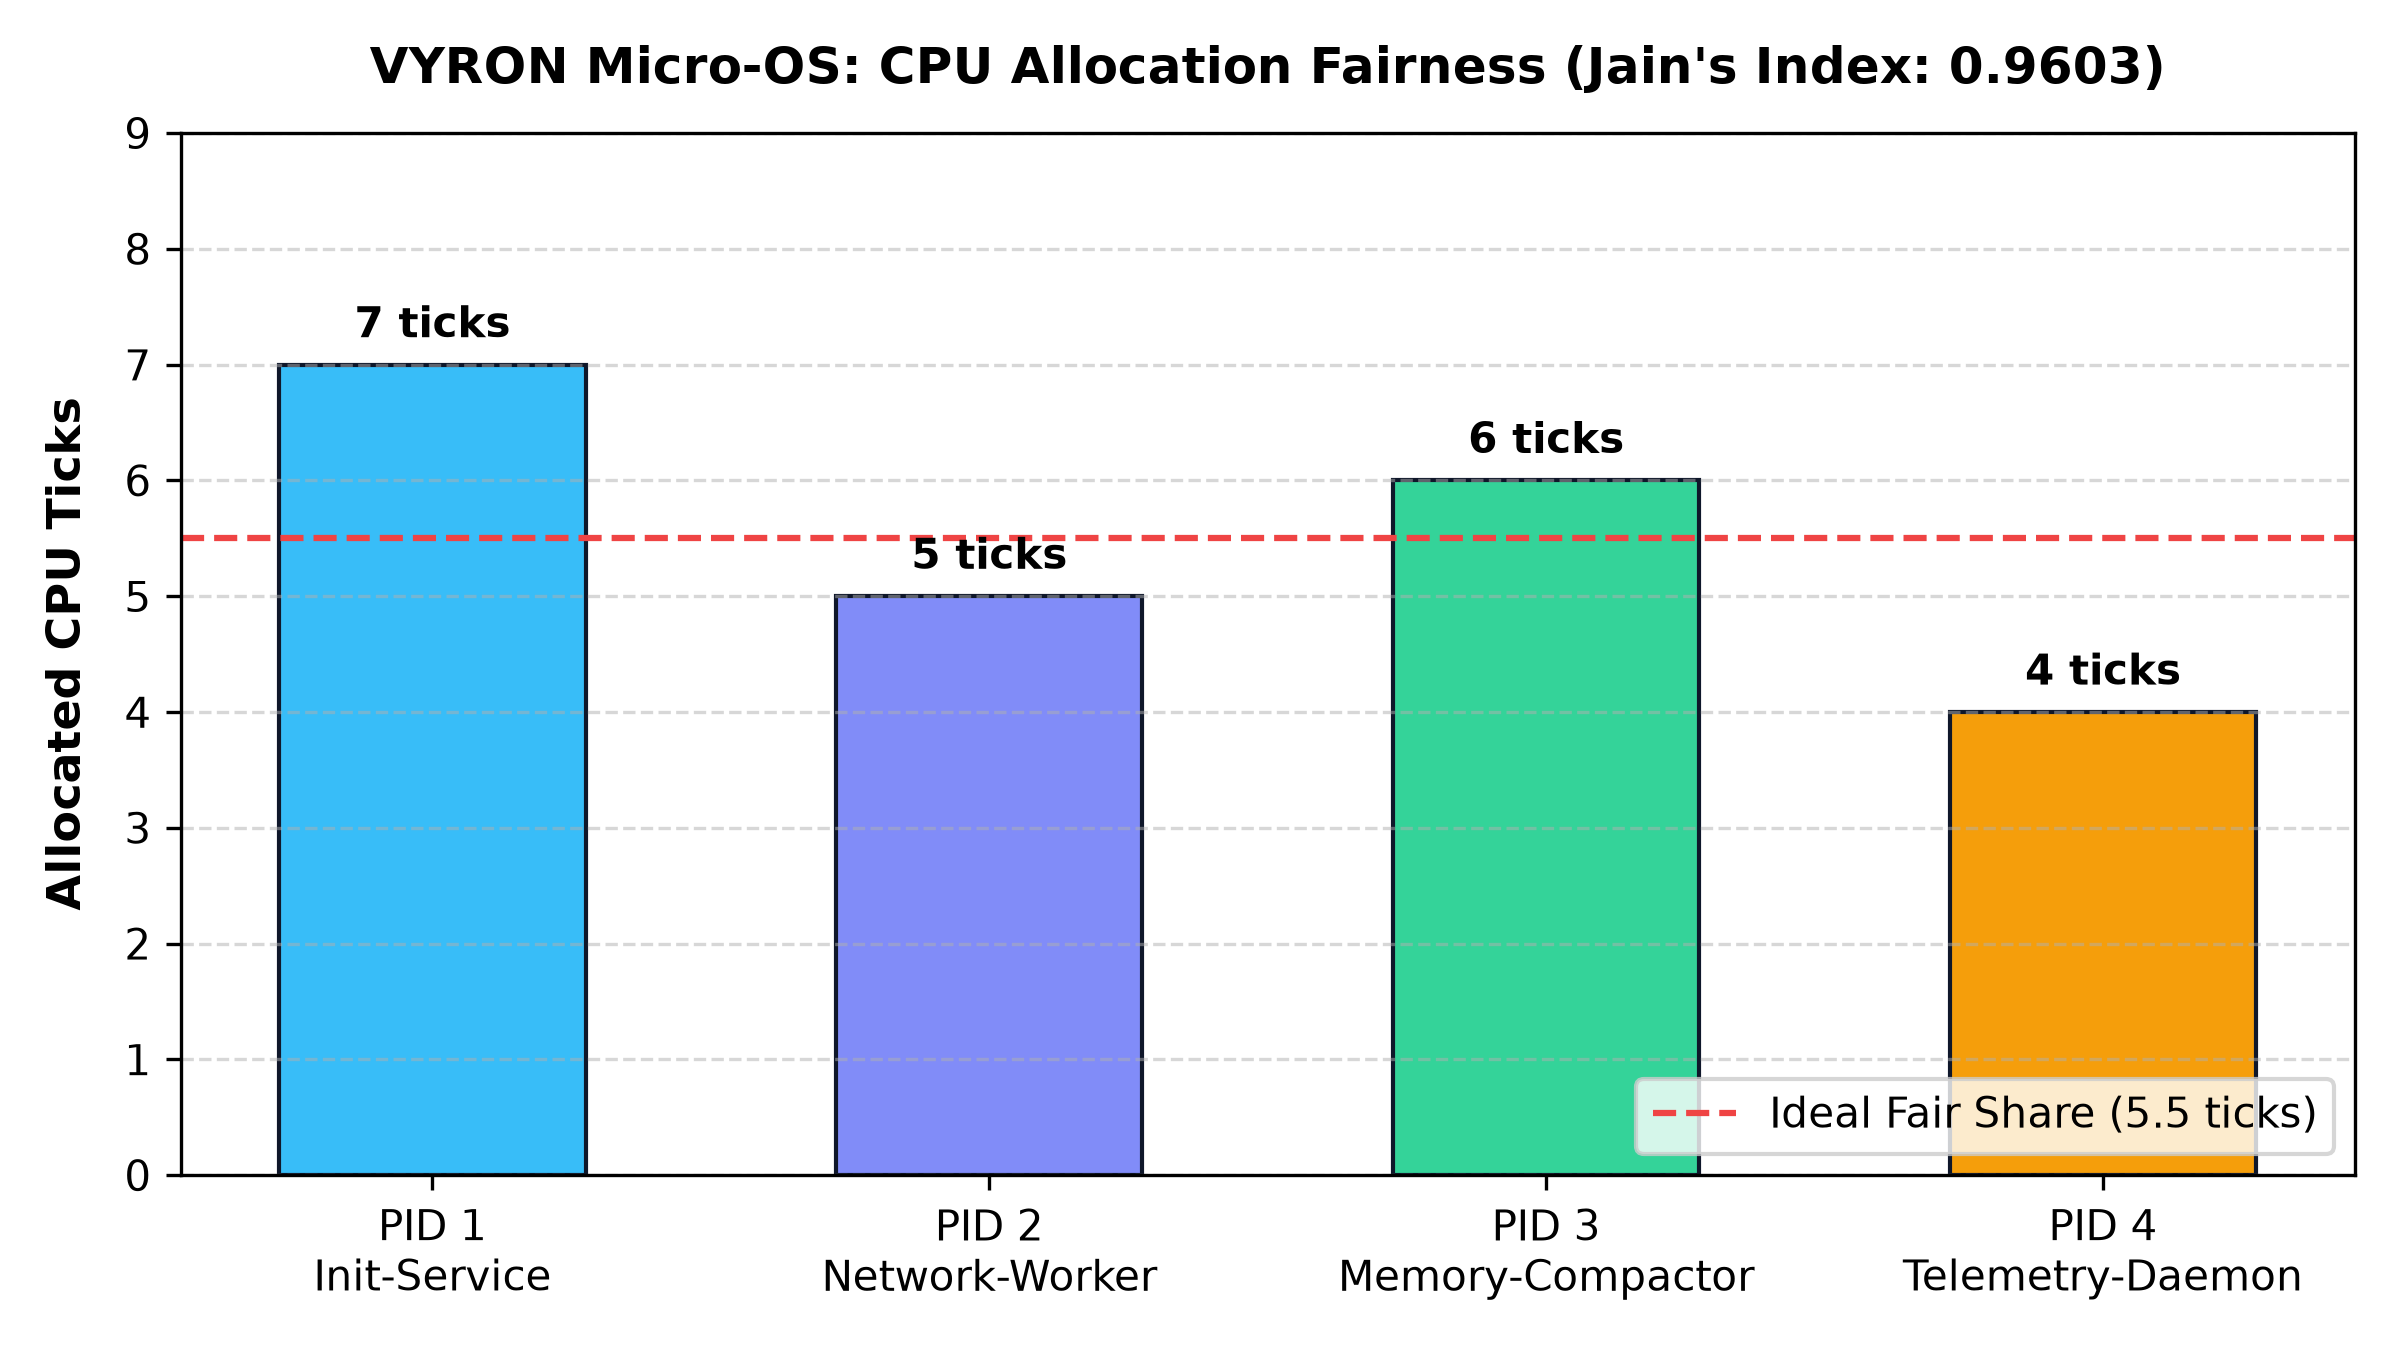 VYRON Micro-OS: CPU Allocation Fairness (Jain's Index: 0.9603)
Allocated CPU Ticks
9
8
7
6
5
4
3
2
1
0
7 ticks
5 ticks
6 ticks
4 ticks
Ideal Fair Share (5.5 ticks)
PID 1
Init-Service
PID 2
Network-Worker
PID 3
Memory-Compactor
PID 4
Telemetry-Daemon